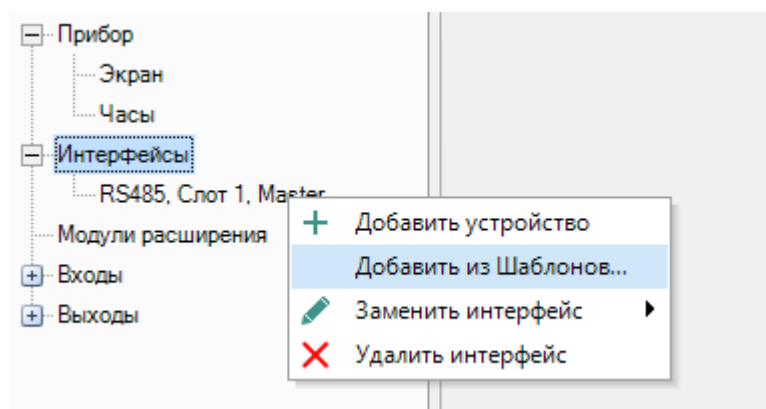 Прибор
Экран
Часы
Интерфейсы
RS485, Слот 1, Master
Модули расширения
Входы
Выходы
Добавить устройство
Добавить из Шаблонов...
Заменить интерфейс
Удалить интерфейс